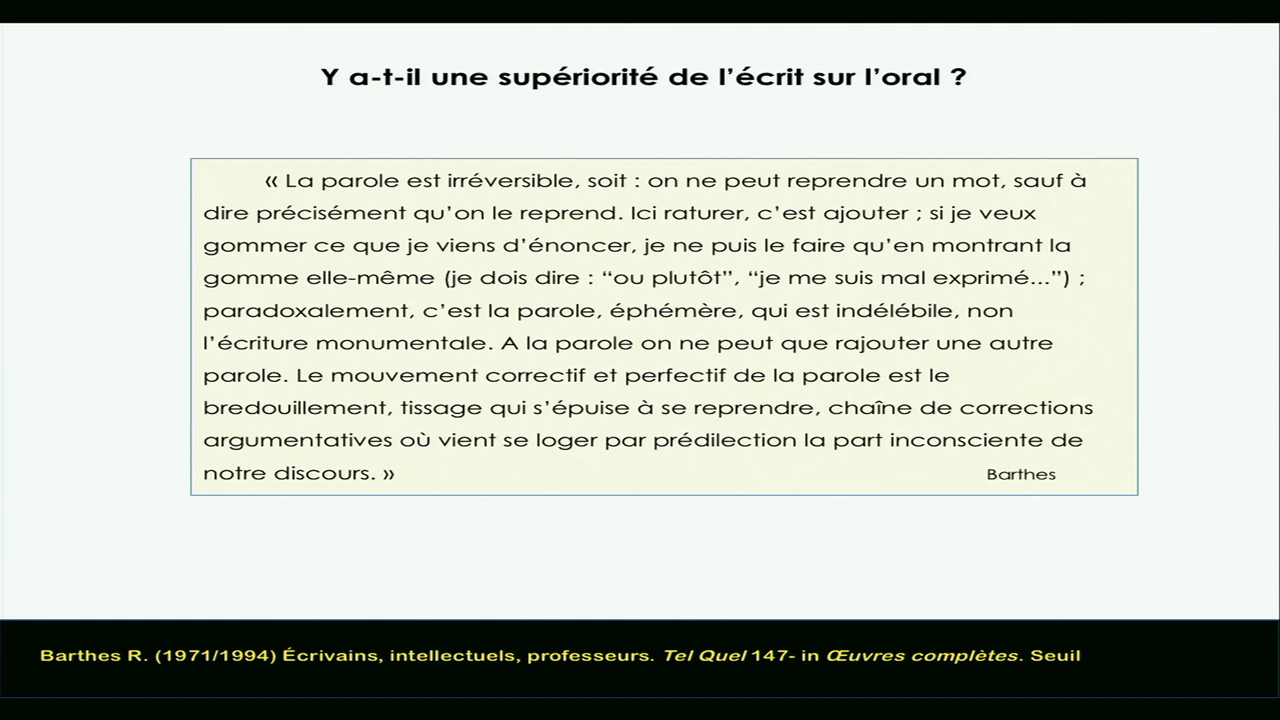 Y a-t-il une supériorité de l’écrit sur l’oral ?
« La parole est irréversible, soit : on ne peut reprendre un mot, sauf à
dire précisément qu’on le reprend. Ici raturer, c’est ajouter ; si je veux
gommer ce que je viens d’énoncer, je ne puis le faire qu’en montrant la
gomme elle-même (je dois dire : “ou plutôt”, “je me suis mal exprimé...”) ;
paradoxalement, c’est la parole, éphémère, qui est indélébile, non
l’écriture monumentale. A la parole on ne peut que rajouter une autre
parole. Le mouvement correctif et perfectif de la parole est le
bredouillement, tissage qui s’épuise à se reprendre, chaîne de corrections
argumentatives où vient se loger par prédilection la part inconsciente de
notre discours. » Barthes
Barthes R. (1971/1994) Écrivains, intellectuels, professeurs. Tel Quel 147- in Œuvres complètes. Seuil